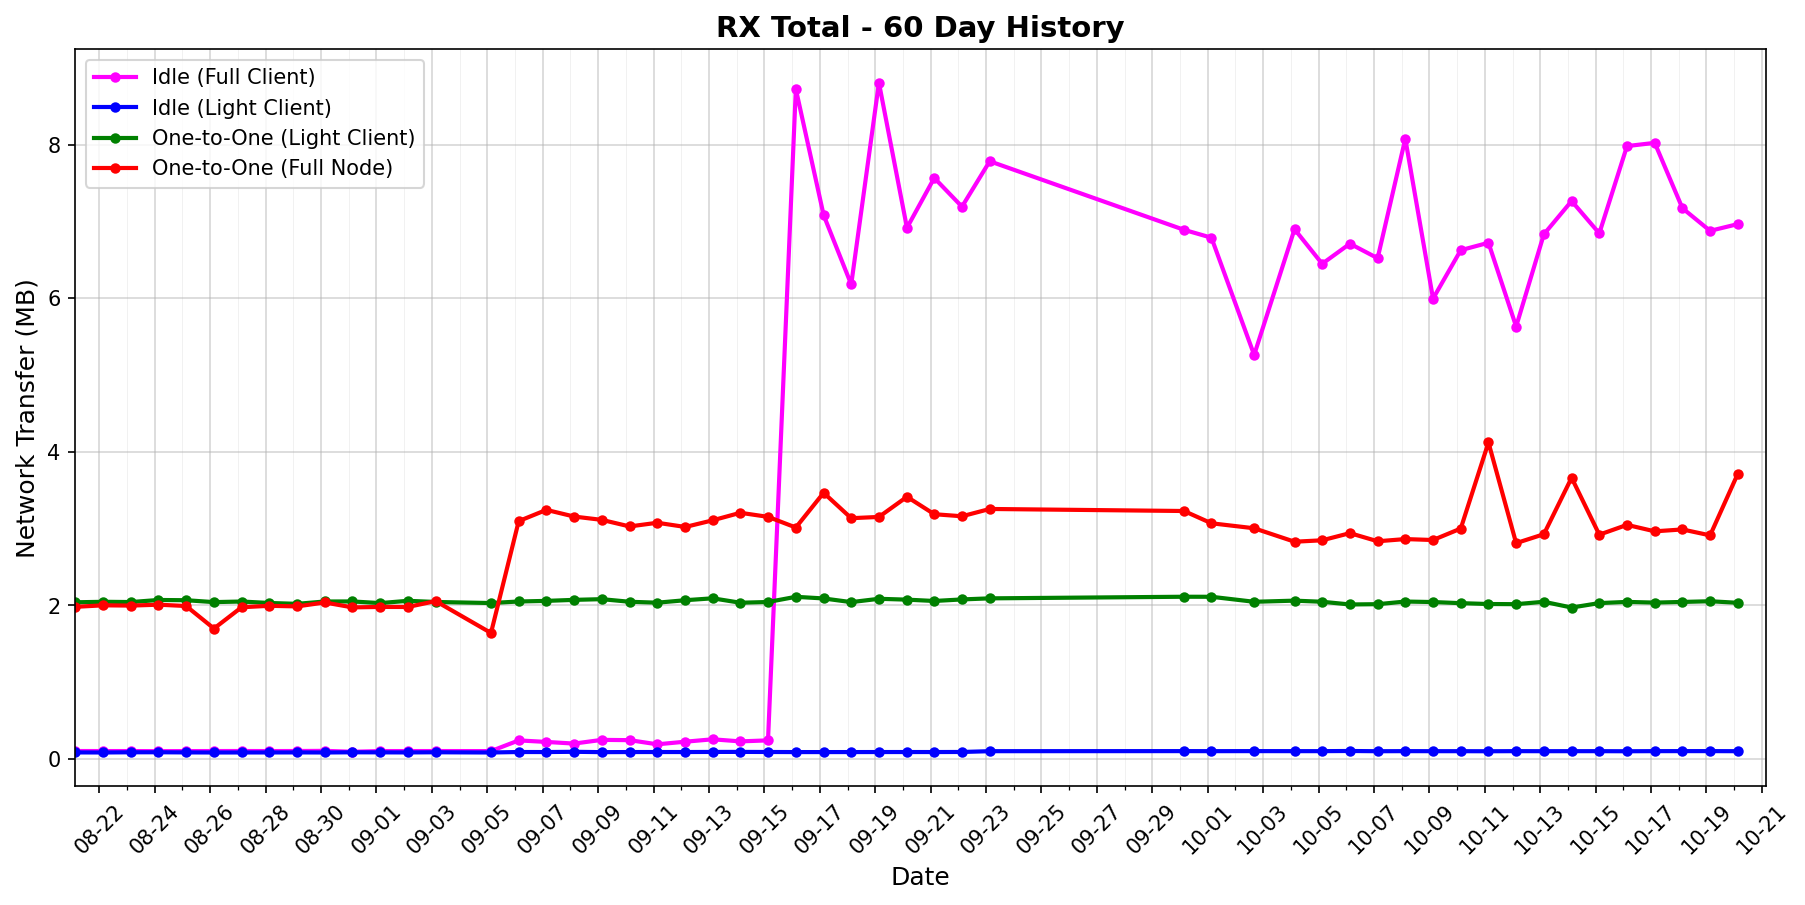 RX Total - 60 Day History
Idle (Full Client)
Idle (Light Client)
One-to-One (Light Client)
One-to-One (Full Node)
Network Transfer (MB)
8
6
4
2
0
08-22 08-24 08-26 08-28 08-30 09-01 09-03 09-05 09-07 09-09 09-11 09-13 09-15 09-17 09-19 09-21 09-23 09-25 09-27 09-29 10-01 10-03 10-05 10-07 10-09 10-11 10-13 10-15 10-17 10-19 10-21
Date